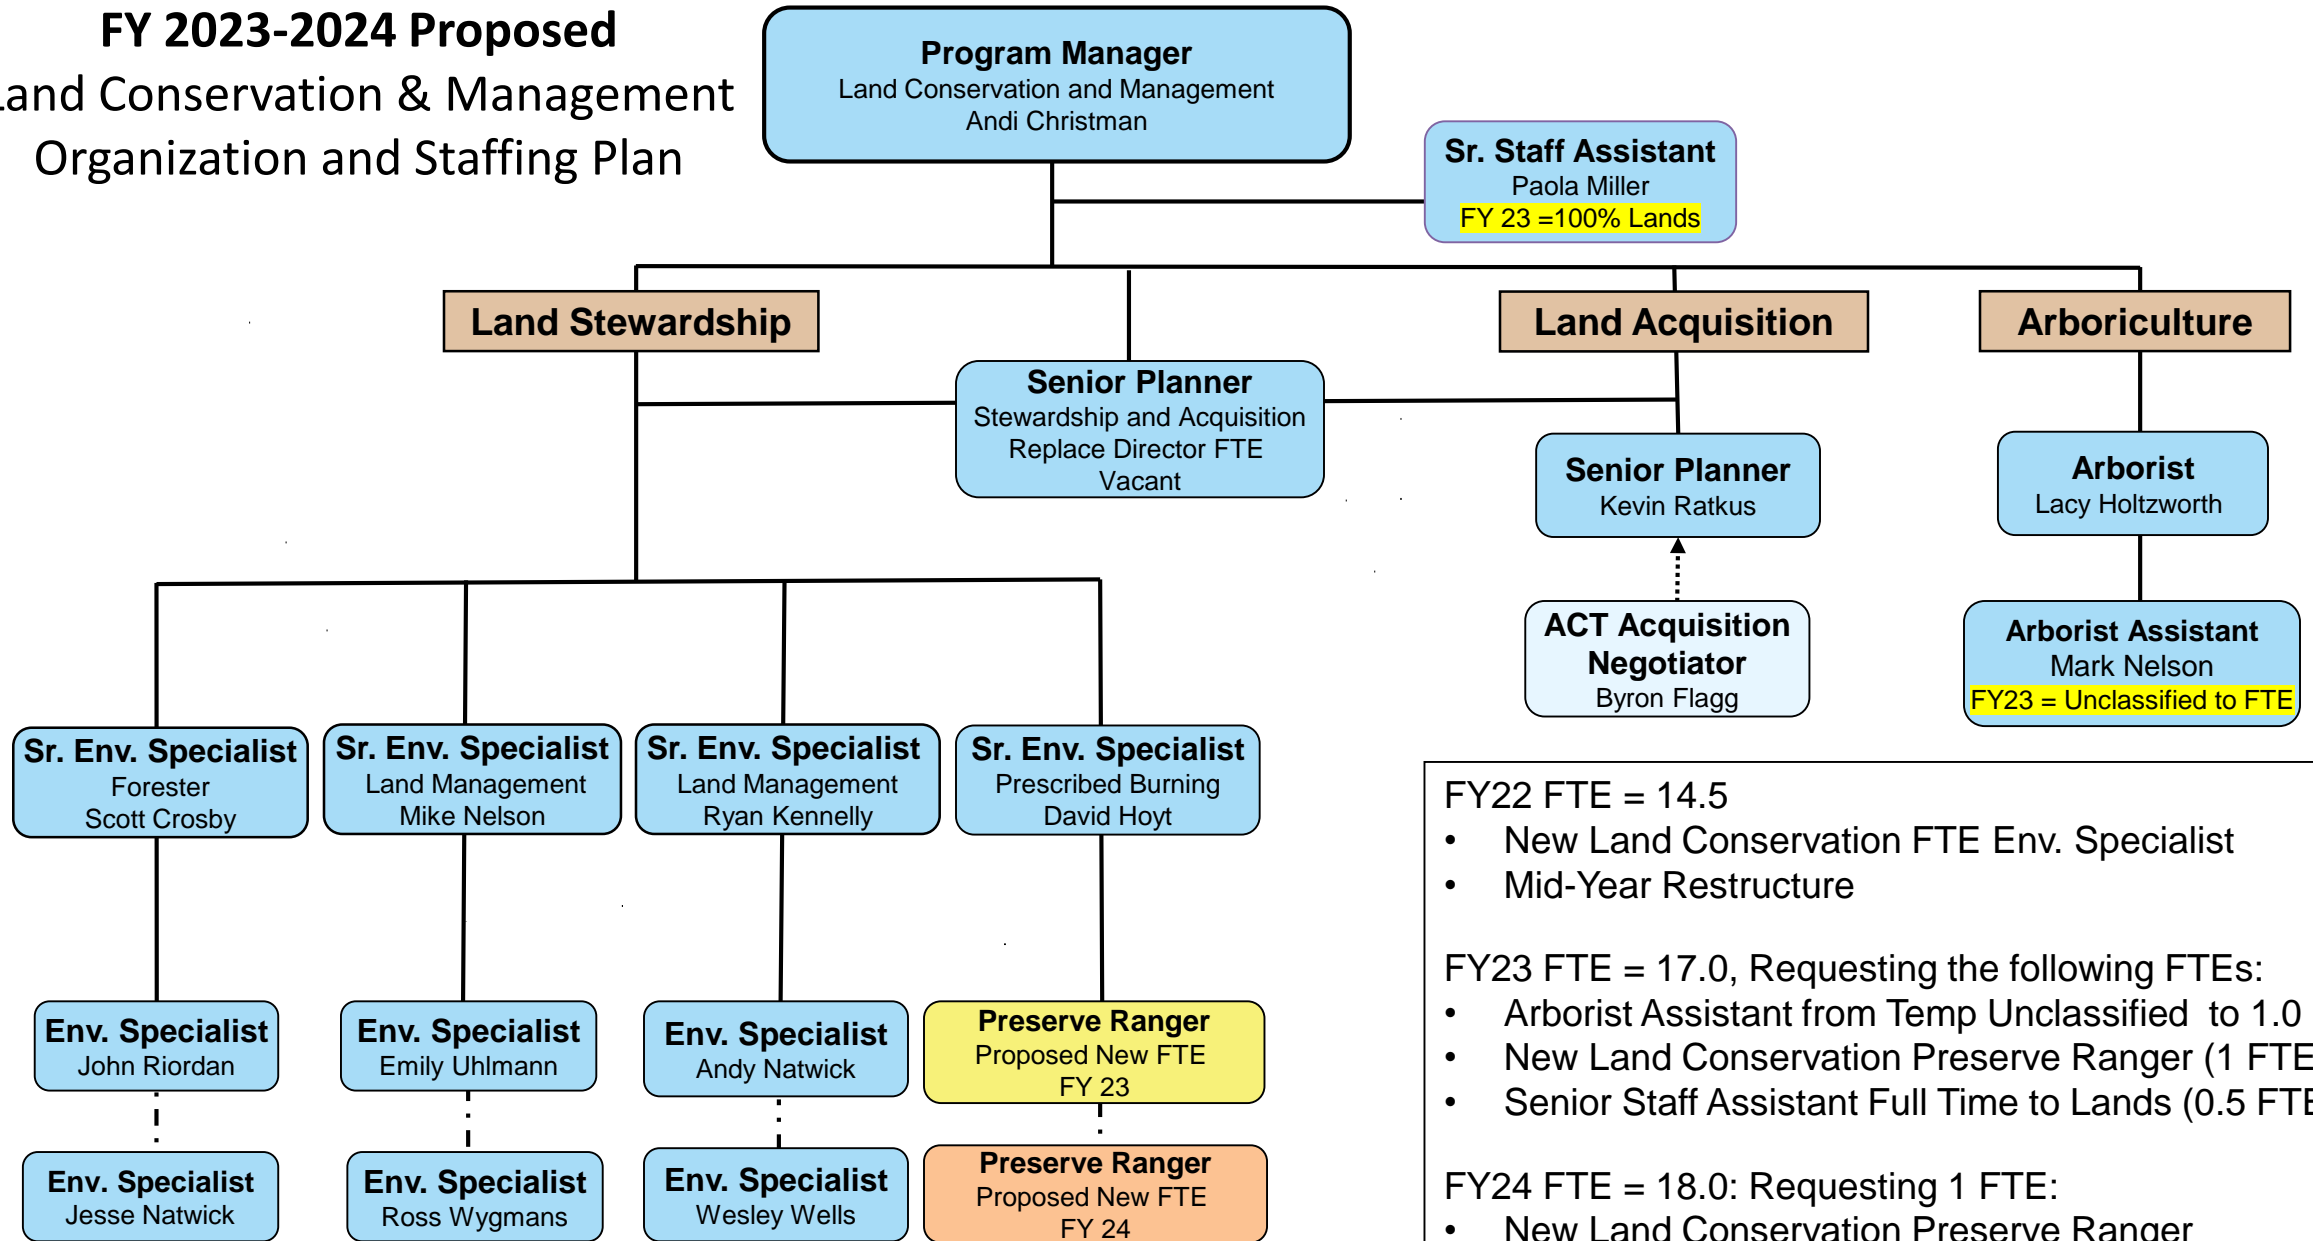 FY 2023-2024 Proposed
Land Conservation & Management
Organization and Staffing Plan
Program Manager
Land Conservation and Management
Andi Christman
Sr. Staff Assistant
Paola Miller
FY 23 =100% Lands
Land Stewardship
Land Acquisition
Arboriculture
Senior Planner
Stewardship and Acquisition
Replace Director FTE
Vacant
Senior Planner
Kevin Ratkus
Arborist
Lacy Holtzworth
ACT Acquisition
Negotiator
Byron Flagg
Arborist Assistant
Mark Nelson
FY23 = Unclassified to FTE
Sr. Env. Specialist
Forester
Scott Crosby
Sr. Env. Specialist
Land Management
Mike Nelson
Sr. Env. Specialist
Land Management
Ryan Kennelly
Sr. Env. Specialist
Prescribed Burning
David Hoyt
Env. Specialist
John Riordan
Env. Specialist
Emily Uhlmann
Env. Specialist
Andy Natwick
Preserve Ranger
Proposed New FTE
FY 23
Env. Specialist
Jesse Natwick
Env. Specialist
Ross Wygmans
Env. Specialist
Wesley Wells
Preserve Ranger
Proposed New FTE
FY 24
FY22 FTE = 14.5
• New Land Conservation FTE Env. Specialist
• Mid-Year Restructure
FY23 FTE = 17.0, Requesting the following FTEs:
• Arborist Assistant from Temp Unclassified to 1.0
• New Land Conservation Preserve Ranger (1 FTE
• Senior Staff Assistant Full Time to Lands (0.5 FTE
FY24 FTE = 18.0: Requesting 1 FTE:
• New Land Conservation Preserve Ranger